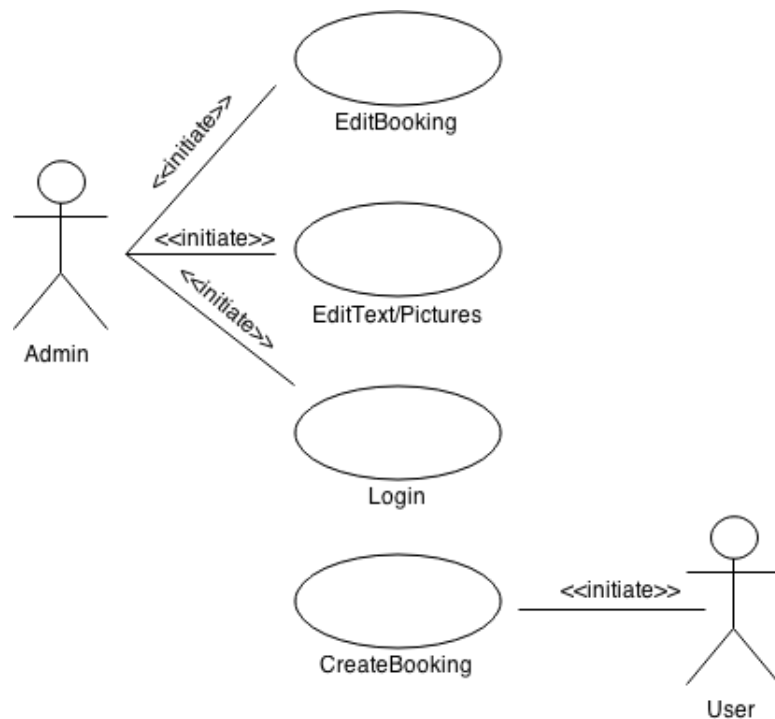 EditBooking
<<initiate>>
<<initiate>>
EditText/Pictures
<<initiate>>
Admin
Login
<<initiate>>
CreateBooking
User